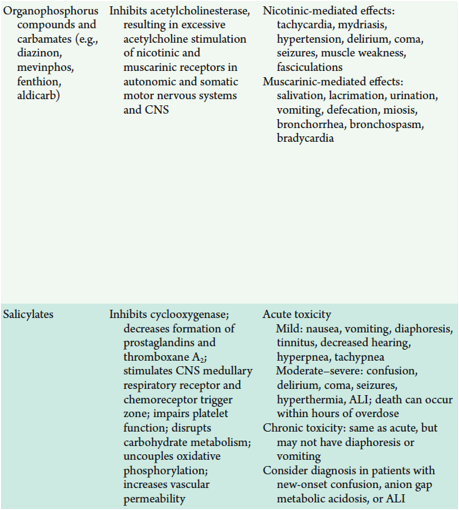 Organophosphorus
compounds and
carbamates (e.g.,
diazinon,
mevinphos,
fenthion,
aldicarb)
Inhibits acetylcholinesterase,
resulting in excessive
acetylcholine stimulation
of nicotinic and
muscarinic receptors in
autonomic and somatic
motor nervous systems
and CNS
Nicotinic-mediated effects:
tachycardia, mydriasis,
hypertension, delirium, coma,
seizures, muscle weakness,
fasciculations
Muscarinic-mediated effects:
salivation, lacrimation, urination,
vomiting, defecation, miosis,
bronchorrhea, bronchospasm,
bradycardia
Salicylates
Inhibits cyclooxygenase;
decreases formation of
prostaglandins and
thromboxane A₂;
stimulates CNS medullary
respiratory receptor and
chemoreceptor trigger
zone; impairs platelet
function; disrupts
carbohydrate metabolism;
uncouples oxidative
phosphorylation;
increases vascular
permeability
Acute toxicity
Mild: nausea, vomiting, diaphoresis,
tinnitus, decreased hearing,
hyperpnea, tachypnea
Moderate–severe: confusion,
delirium, coma, seizures,
hyperthermia, ALI; death can occur
within hours of overdose
Chronic toxicity: same as acute, but
may not have diaphoresis or
vomiting
Consider diagnosis in patients with
new-onset confusion, anion gap
metabolic acidosis, or ALI